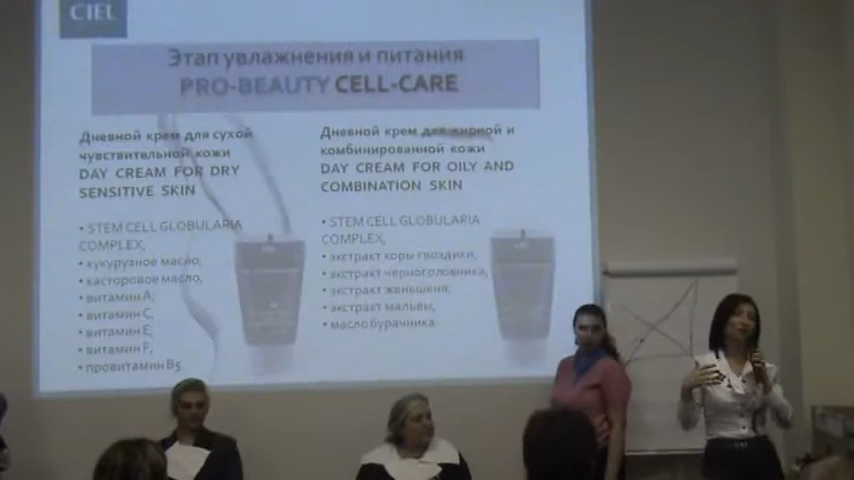 CIEL
Этап увлажнения и питания
PRO-BEAUTY CELL-CARE
Дневной крем для сухой
чувствительной кожи
DAY CREAM FOR DRY
SENSITIVE SKIN
• STEM CELL GLOBULARIA
COMPLEX,
• кукурузное масло,
• касторовое масло,
• витамин А,
• витамин С,
• витамин Е,
• витамин F,
• провитамин B5
Дневной крем для жирной и
комбинированной кожи
DAY CREAM FOR OILY AND
COMBINATION SKIN
• STEM CELL GLOBULARIA
COMPLEX,
• экстракт коры гвоздики,
• экстракт черноголовника,
• экстракт женьшеня,
• экстракт мальвы,
• масло бурачника